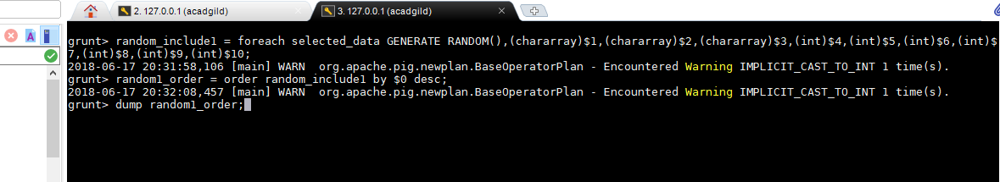 2. 127.0.0.1 (acadgild)
3. 127.0.0.1 (acadgild)
grunt> random_include1 = foreach selected_data GENERATE RANDOM(),(chararray)$1,(chararray)$2,(chararray)$3,(int)$4,(int)$5,(int)$6,(int)$
7,(int)$8,(int)$9,(int)$10;
2018-06-17 20:31:58,106 [main] WARN  org.apache.pig.newplan.BaseOperatorPlan - Encountered Warning IMPLICIT_CAST_TO_INT 1 time(s).
grunt> random1_order = order random_include1 by $0 desc;
2018-06-17 20:32:08,457 [main] WARN  org.apache.pig.newplan.BaseOperatorPlan - Encountered Warning IMPLICIT_CAST_TO_INT 1 time(s).
grunt> dump random1_order;